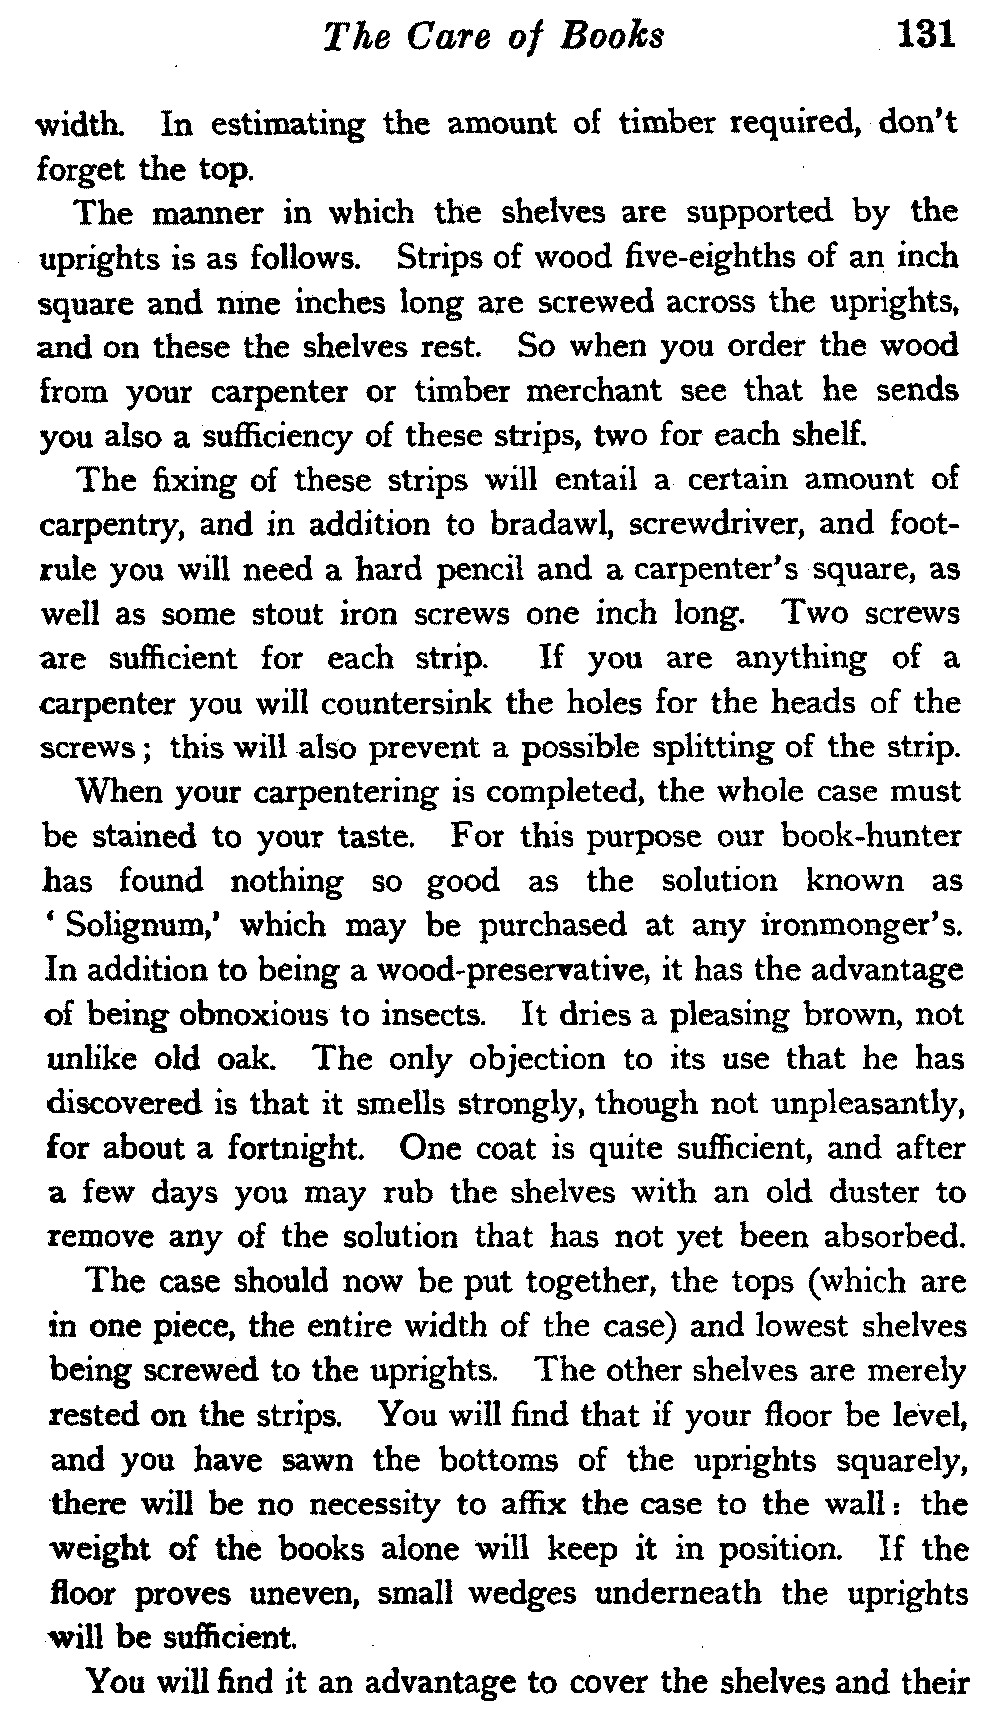 The Care of Books 131
width. In estimating the amount of timber required, don't
forget the top.
The manner in which the shelves are supported by the
uprights is as follows. Strips of wood five-eighths of an inch
square and nine inches long are screwed across the uprights,
and on these the shelves rest. So when you order the wood
from your carpenter or timber merchant see that he sends
you also a sufficiency of these strips, two for each shelf.
The fixing of these strips will entail a certain amount of
carpentry, and in addition to bradawl, screwdriver, and foot-
rule you will need a hard pencil and a carpenter's square, as
well as some stout iron screws one inch long. Two screws
are sufficient for each strip. If you are anything of a
carpenter you will countersink the holes for the heads of the
screws; this will also prevent a possible splitting of the strip.
When your carpentering is completed, the whole case must
be stained to your taste. For this purpose our book-hunter
has found nothing so good as the solution known as
'Solignum,' which may be purchased at any ironmonger's.
In addition to being a wood-preservative, it has the advantage
of being obnoxious to insects. It dries a pleasing brown, not
unlike old oak. The only objection to its use that he has
discovered is that it smells strongly, though not unpleasantly,
for about a fortnight. One coat is quite sufficient, and after
a few days you may rub the shelves with an old duster to
remove any of the solution that has not yet been absorbed.
The case should now be put together, the tops (which are
in one piece, the entire width of the case) and lowest shelves
being screwed to the uprights. The other shelves are merely
rested on the strips. You will find that if your floor be level,
and you have sawn the bottoms of the uprights squarely,
there will be no necessity to affix the case to the wall: the
weight of the books alone will keep it in position. If the
floor proves uneven, small wedges underneath the uprights
will be sufficient.
You will find it an advantage to cover the shelves and their